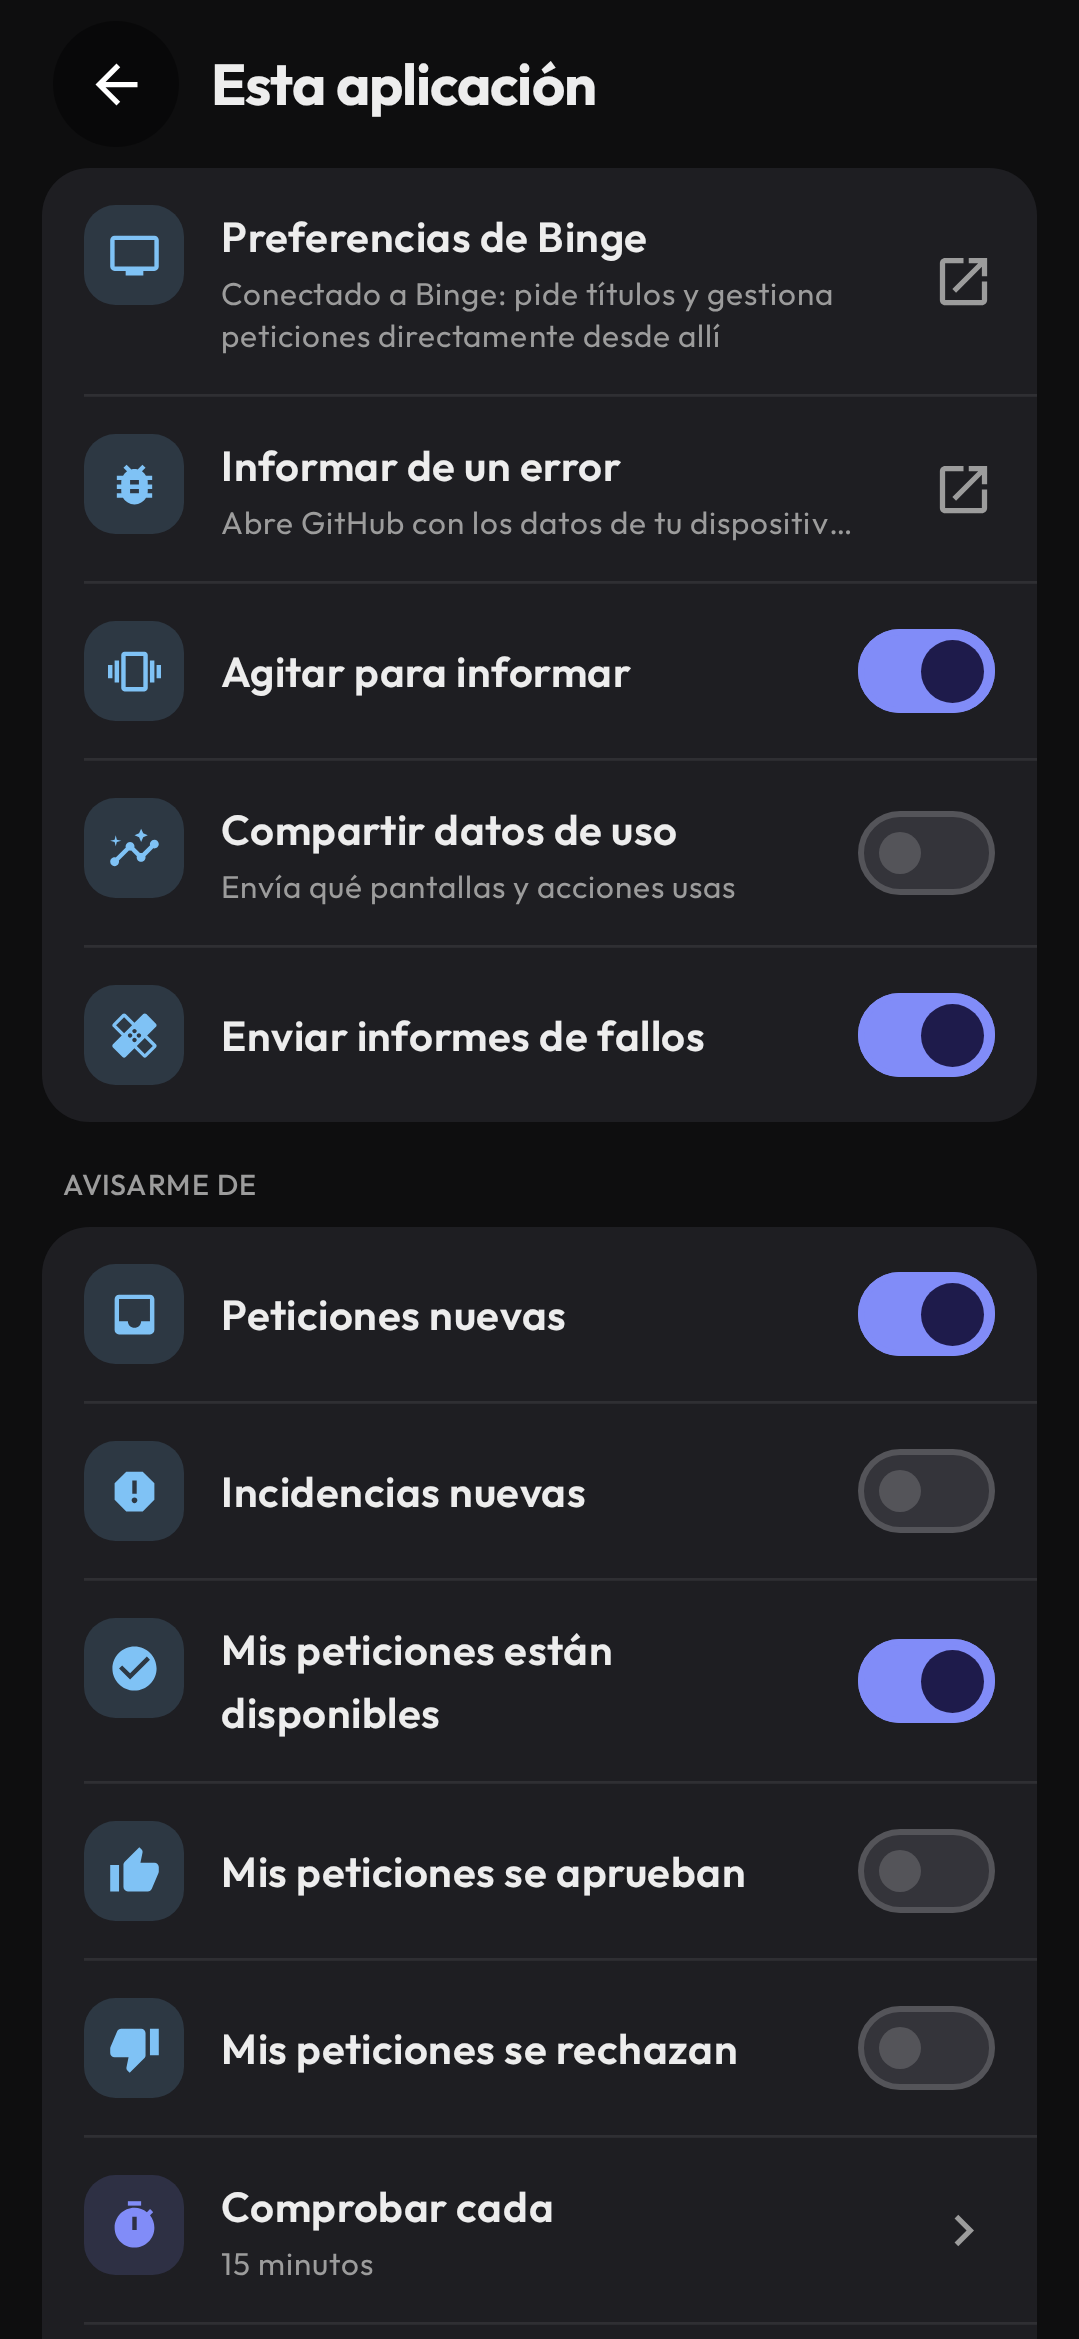 Esta aplicación
Preferencias de Binge
Conectado a Binge: pide títulos y gestiona
peticiones directamente desde allí
Informar de un error
Abre GitHub con los datos de tu dispositiv…
Agitar para informar
Compartir datos de uso
Envía qué pantallas y acciones usas
Enviar informes de fallos
AVISARME DE
Peticiones nuevas
Incidencias nuevas
Mis peticiones están
disponibles
Mis peticiones se aprueban
Mis peticiones se rechazan
Comprobar cada
15 minutos